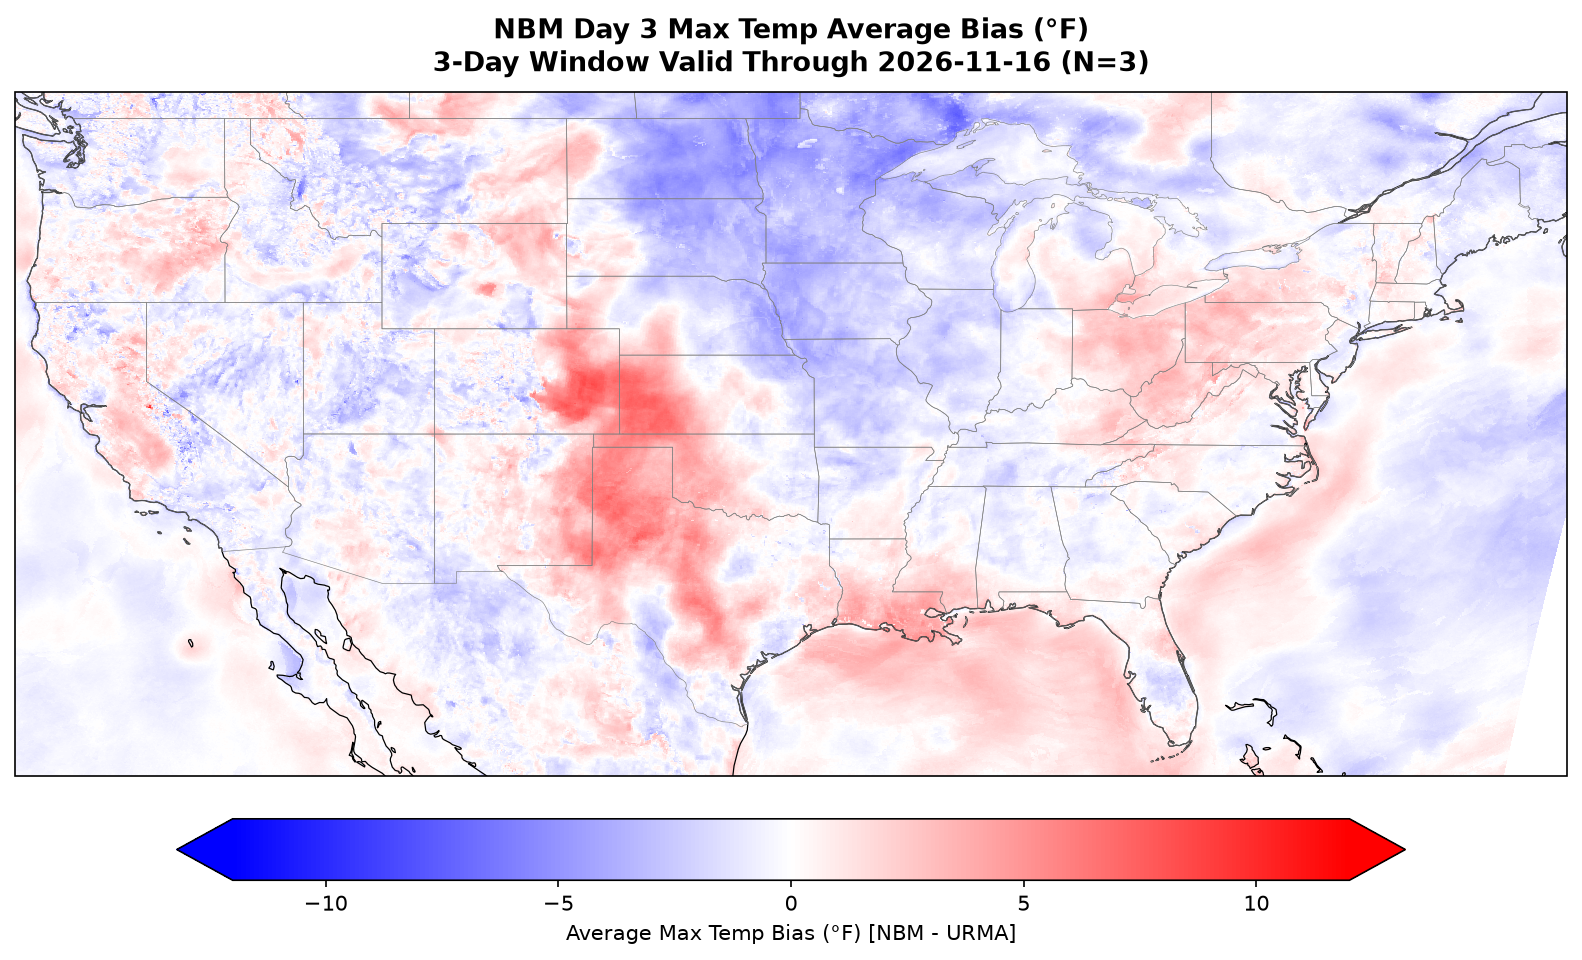 NBM Day 3 Max Temp Average Bias (°F)
3-Day Window Valid Through 2026-11-16 (N=3)
−10 −5 0 5 10
Average Max Temp Bias (°F) [NBM - URMA]